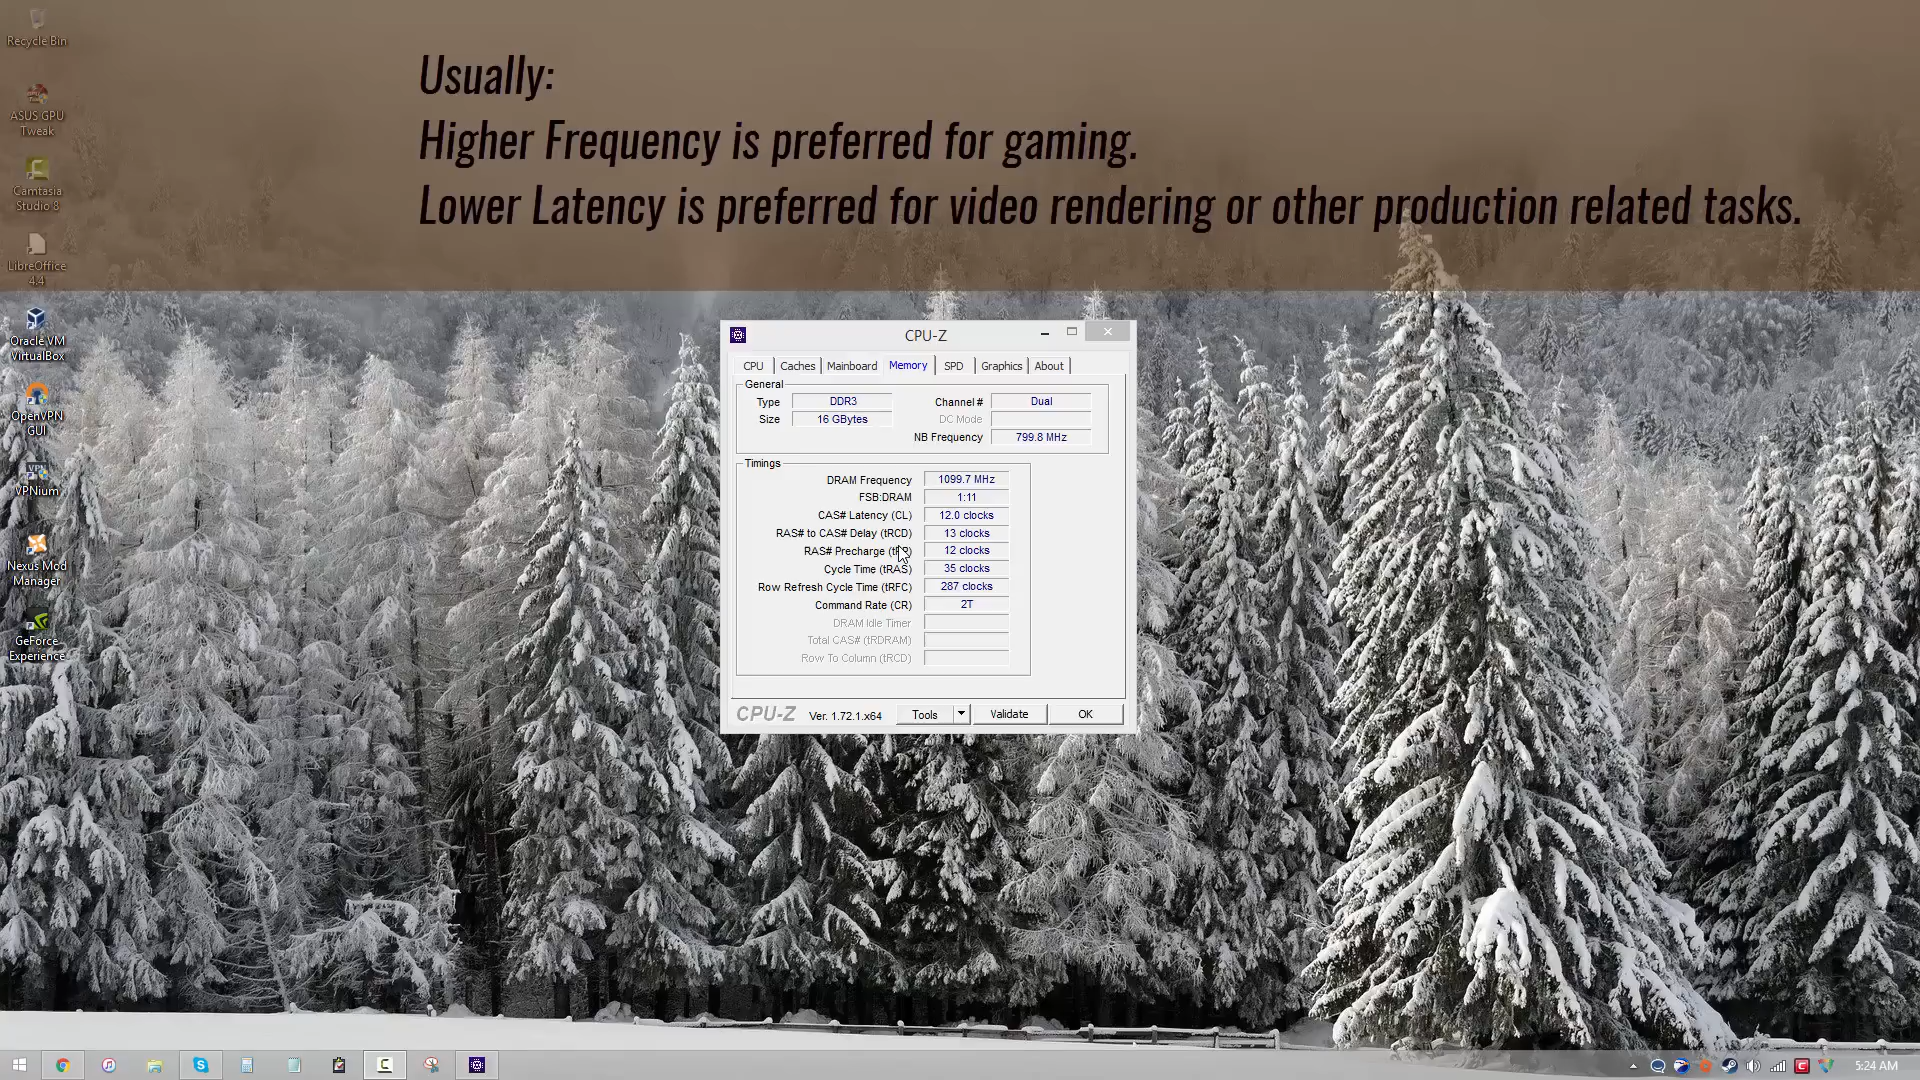 Recycle Bin
ASUS GPU
Tweak
Camtasia
Studio 8
LibreOffice
4.4
Oracle VM
VirtualBox
OpenVPN
GUI
VPNium
Nexus Mod
Manager
GeForce
Experience
Usually:
Higher Frequency is preferred for gaming.
Lower Latency is preferred for video rendering or other production related tasks.
CPU-Z
CPU Caches Mainboard Memory SPD Graphics About
General
Type DDR3 Channel # Dual
Size 16 GBytes DC Mode
NB Frequency 799.8 MHz
Timings
DRAM Frequency 1099.7 MHz
FSB:DRAM 1:11
CAS# Latency (CL) 12.0 clocks
RAS# to CAS# Delay (tRCD) 13 clocks
RAS# Precharge (tRP) 12 clocks
Cycle Time (tRAS) 35 clocks
Row Refresh Cycle Time (tRFC) 287 clocks
Command Rate (CR) 2T
DRAM Idle Timer
Total CAS# (tRDRAM)
Row To Column (tRCD)
CPU-Z Ver. 1.72.1.x64 Tools Validate OK
5:24 AM